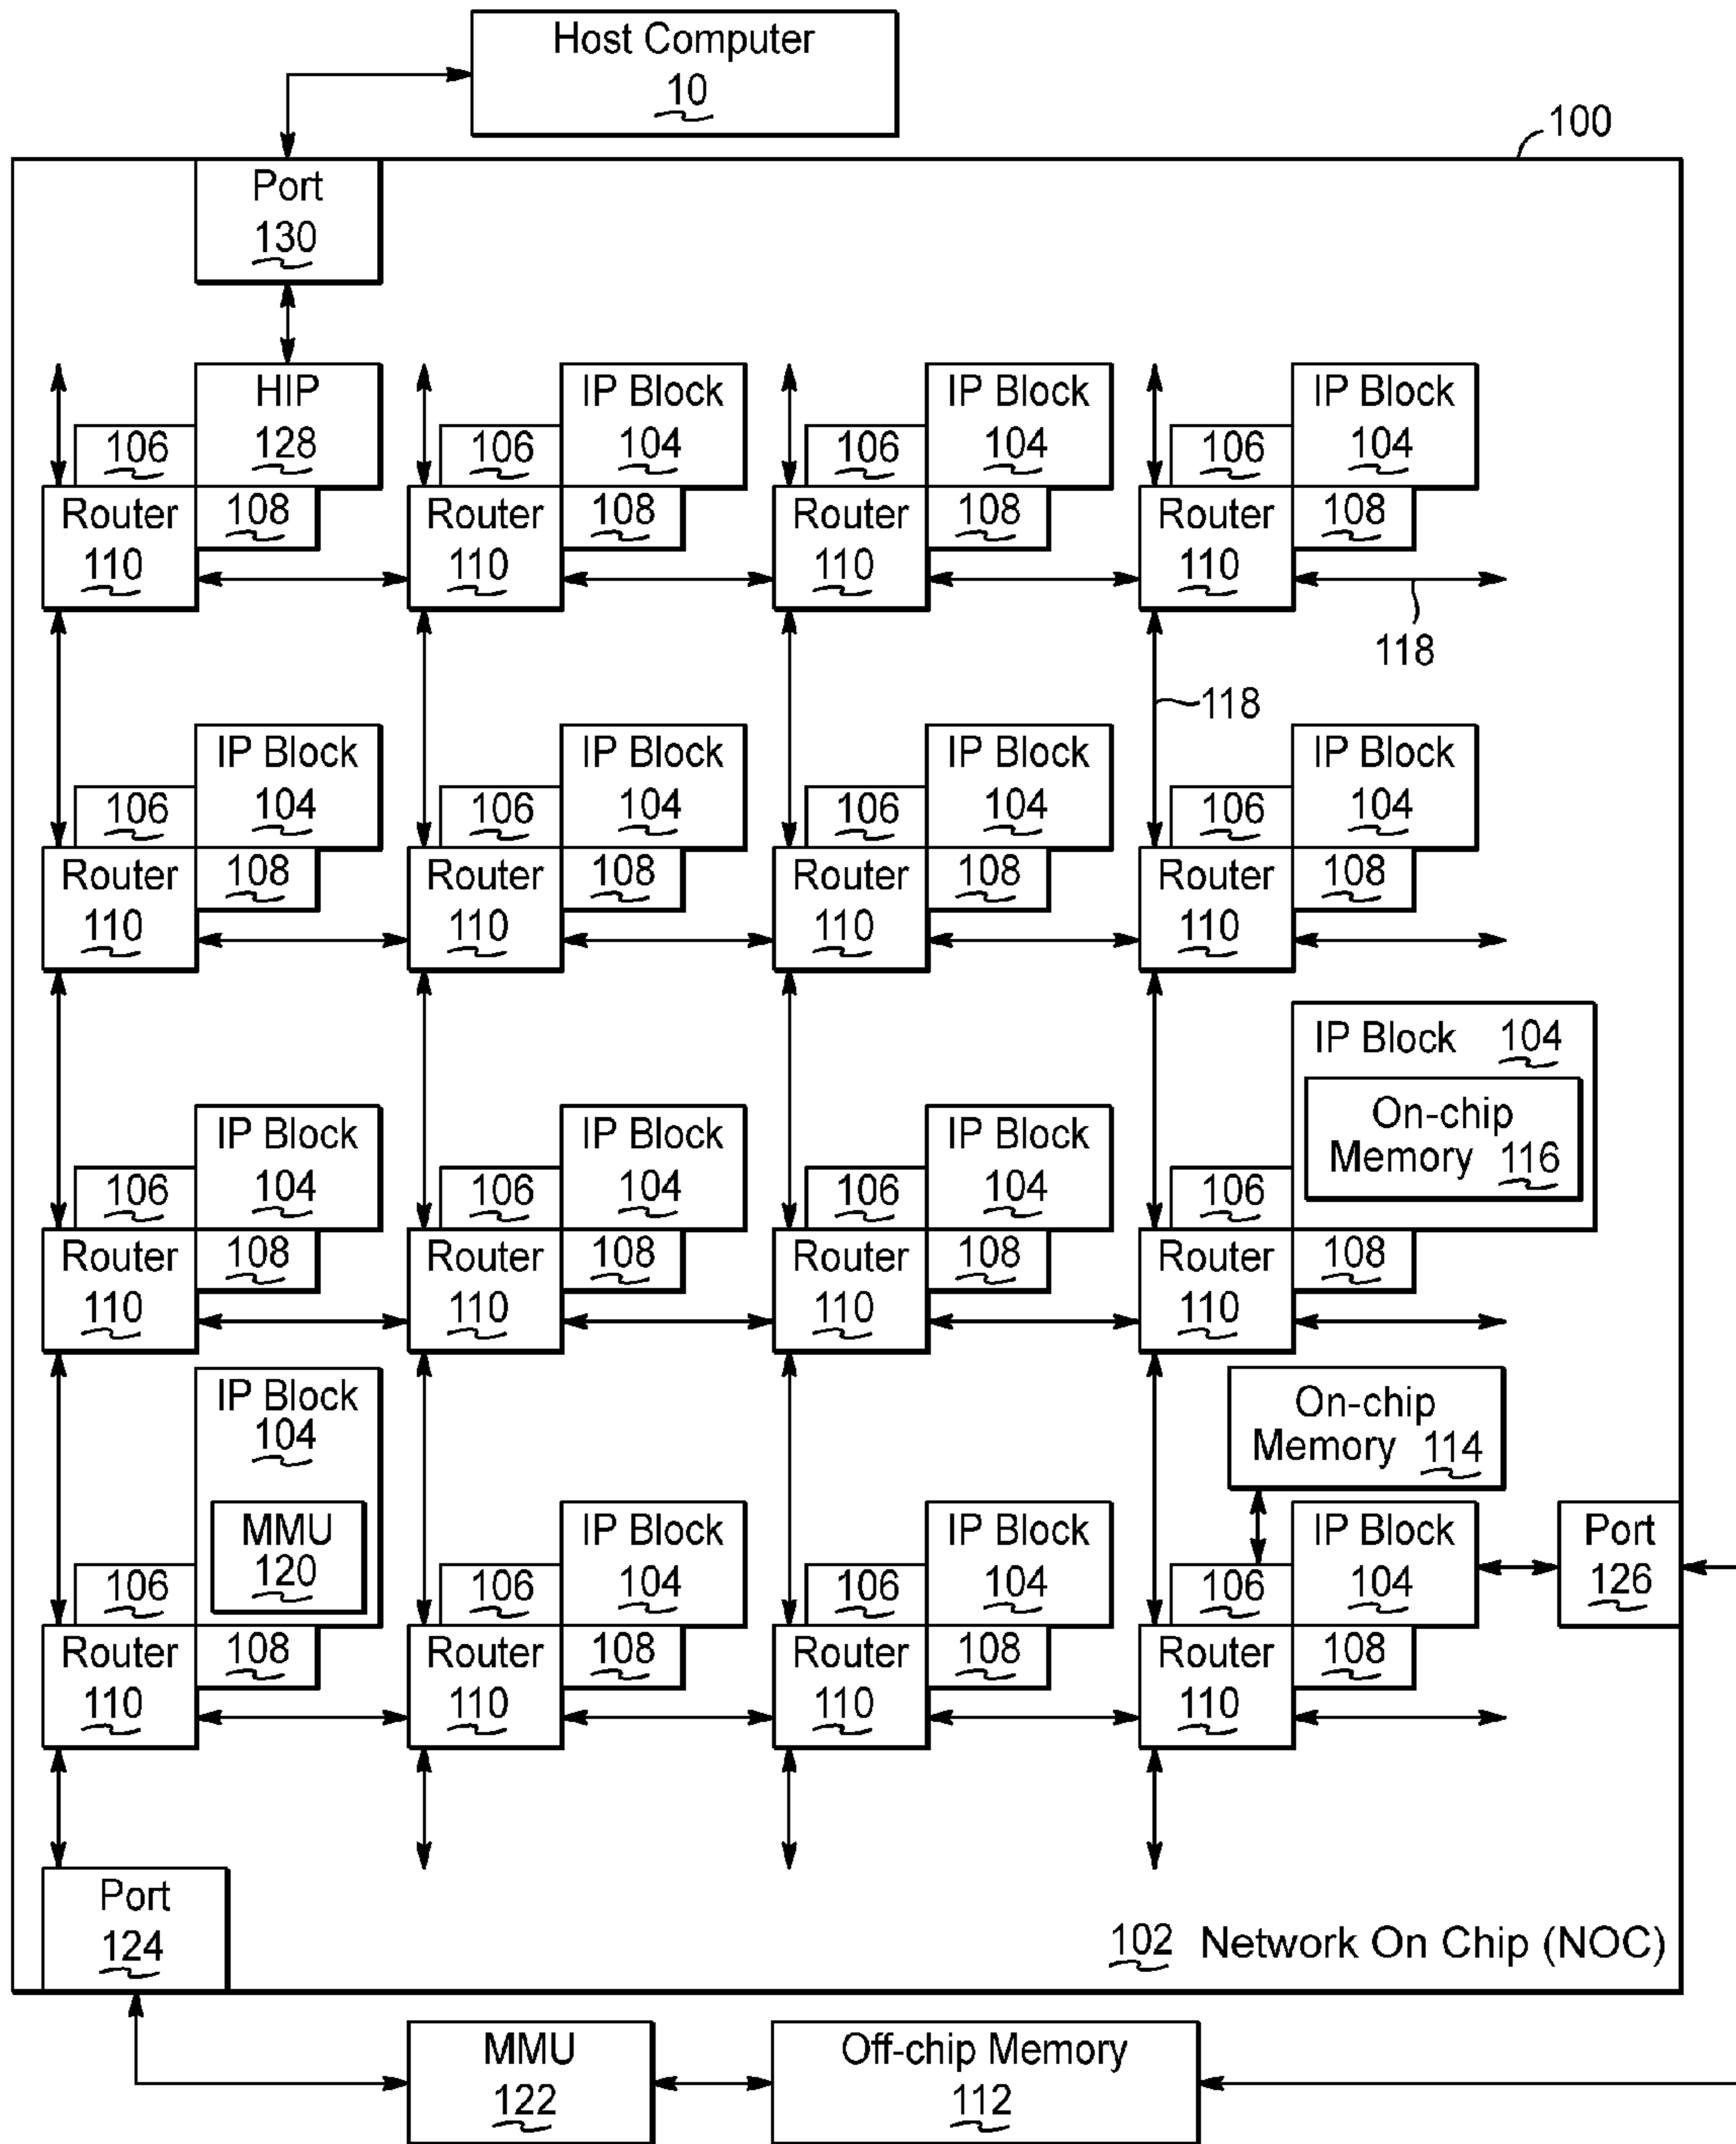 Host Computer
10
100
Port
130
HIP
128
IP Block
104
IP Block
104
IP Block
104
106
106
106
106
Router
110
108
Router
110
108
Router
110
108
Router
110
108
118
118
IP Block
104
IP Block
104
IP Block
104
IP Block
104
106
106
106
106
Router
110
108
Router
110
108
Router
110
108
Router
110
108
IP Block 104
On-chip
Memory 116
IP Block
104
IP Block
104
IP Block
104
106
106
106
106
Router
110
108
Router
110
108
Router
110
108
Router
110
108
IP Block
104
MMU
120
On-chip
Memory 114
IP Block
104
IP Block
104
IP Block
104
Port
126
106
106
106
106
Router
110
108
Router
110
108
Router
110
108
Router
110
108
Port
124
102 Network On Chip (NOC)
MMU
122
Off-chip Memory
112